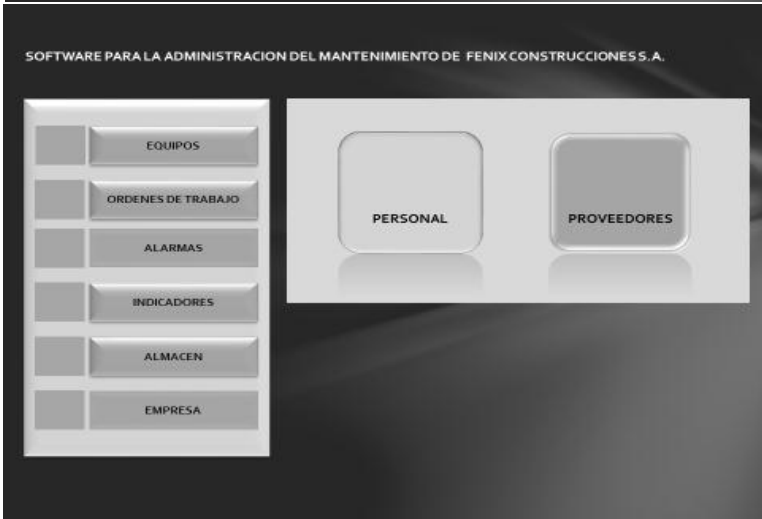 SOFTWARE PARA LA ADMINISTRACION DEL MANTENIMIENTO DE FENIX CONSTRUCCIONES S.A.
EQUIPOS
ORDENES DE TRABAJO
ALARMAS
INDICADORES
ALMACEN
EMPRESA
PERSONAL
PROVEEDORES